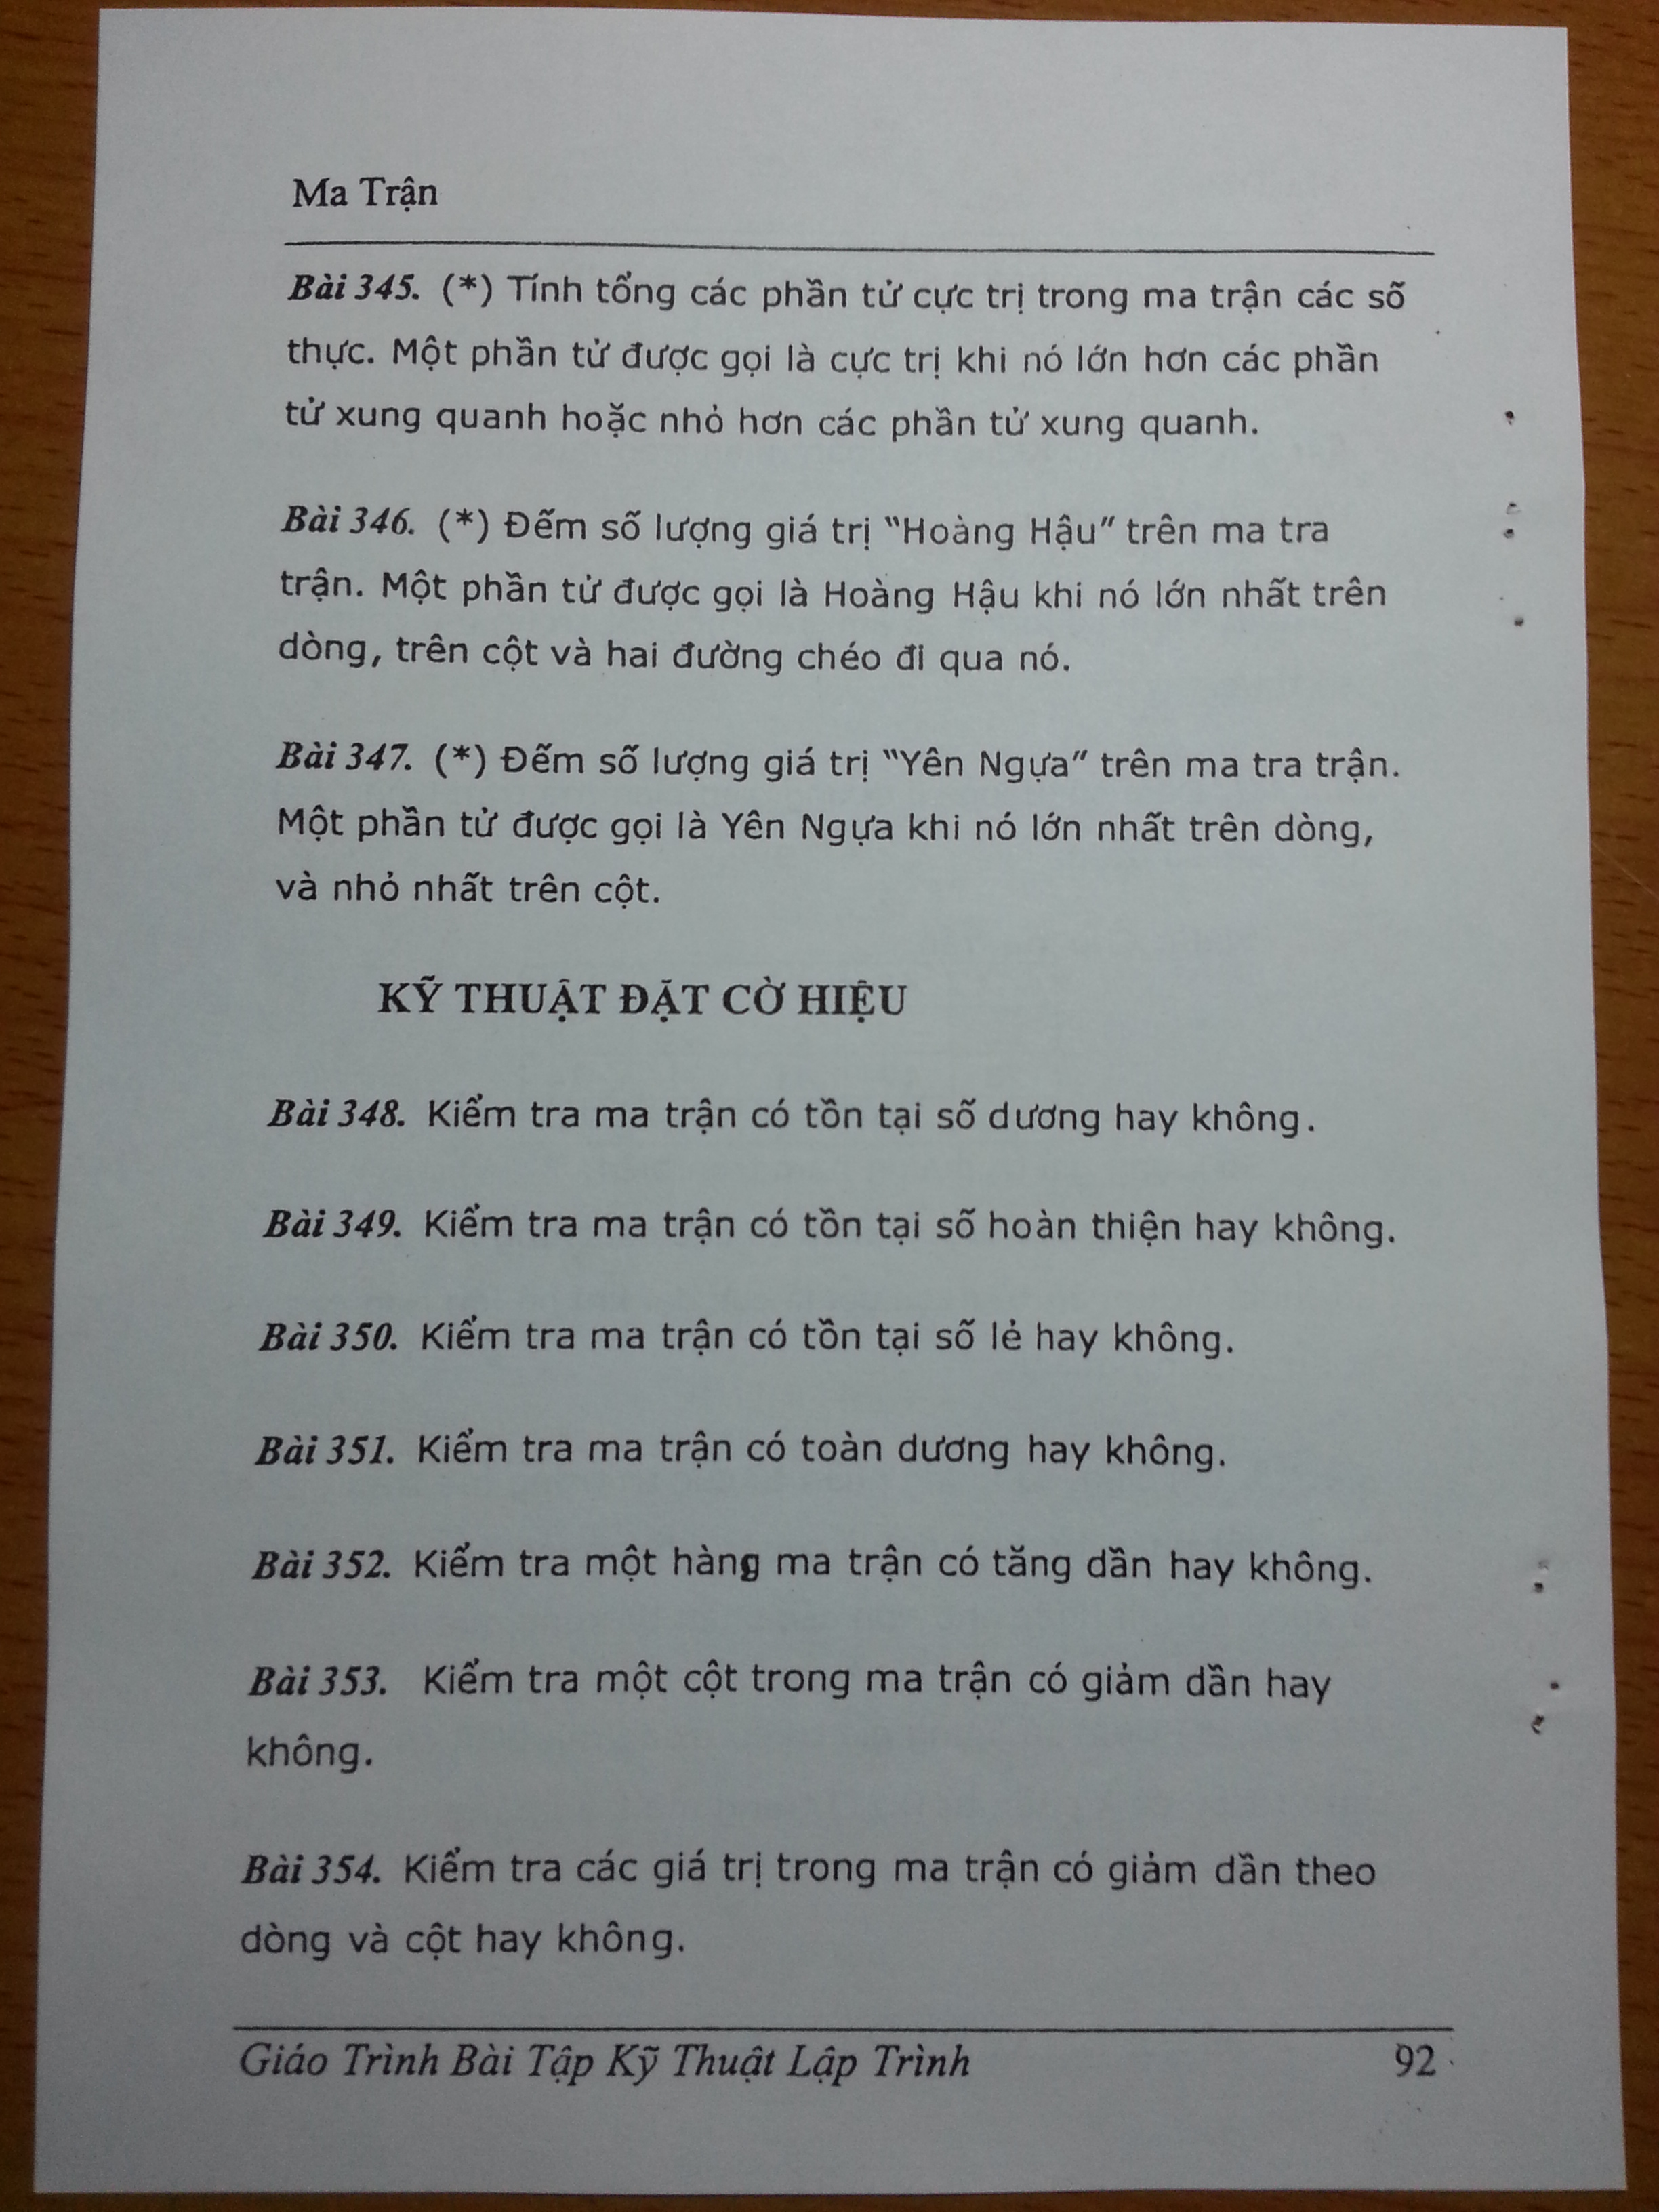 Ma Trận
Bài 345. (*) Tính tổng các phần tử cực trị trong ma trận các số
thực. Một phần tử được gọi là cực trị khi nó lớn hơn các phần
tử xung quanh hoặc nhỏ hơn các phần tử xung quanh.
Bài 346. (*) Đếm số lượng giá trị “Hoàng Hậu” trên ma tra
trận. Một phần tử được gọi là Hoàng Hậu khi nó lớn nhất trên
dòng, trên cột và hai đường chéo đi qua nó.
Bài 347. (*) Đếm số lượng giá trị “Yên Ngựa” trên ma tra trận.
Một phần tử được gọi là Yên Ngựa khi nó lớn nhất trên dòng,
và nhỏ nhất trên cột.
KỸ THUẬT ĐẶT CỜ HIỆU
Bài 348. Kiểm tra ma trận có tồn tại số dương hay không.
Bài 349. Kiểm tra ma trận có tồn tại số hoàn thiện hay không.
Bài 350. Kiểm tra ma trận có tồn tại số lẻ hay không.
Bài 351. Kiểm tra ma trận có toàn dương hay không.
Bài 352. Kiểm tra một hàng ma trận có tăng dần hay không.
Bài 353. Kiểm tra một cột trong ma trận có giảm dần hay
không.
Bài 354. Kiểm tra các giá trị trong ma trận có giảm dần theo
dòng và cột hay không.
Giáo Trình Bài Tập Kỹ Thuật Lập Trình 92